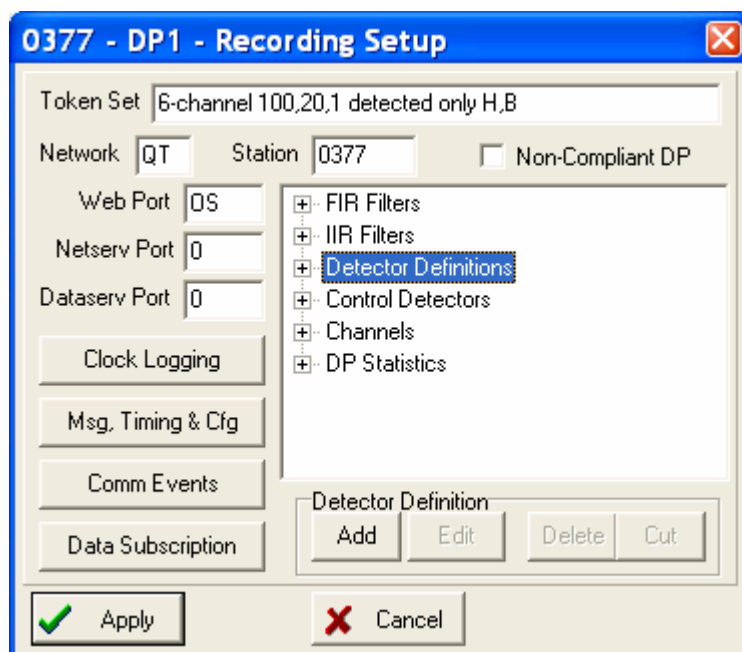 0377 - DP1 - Recording Setup
Token Set 6-channel 100,20,1 detected only H,B
Network QT Station 0377 Non-Compliant DP
Web Port OS
Netserv Port 0
Dataserv Port 0
FIR Filters
IIR Filters
Detector Definitions
Control Detectors
Channels
DP Statistics
Clock Logging
Msg, Timing & Cfg
Comm Events
Data Subscription
Detector Definition
Add Edit Delete Cut
Apply Cancel